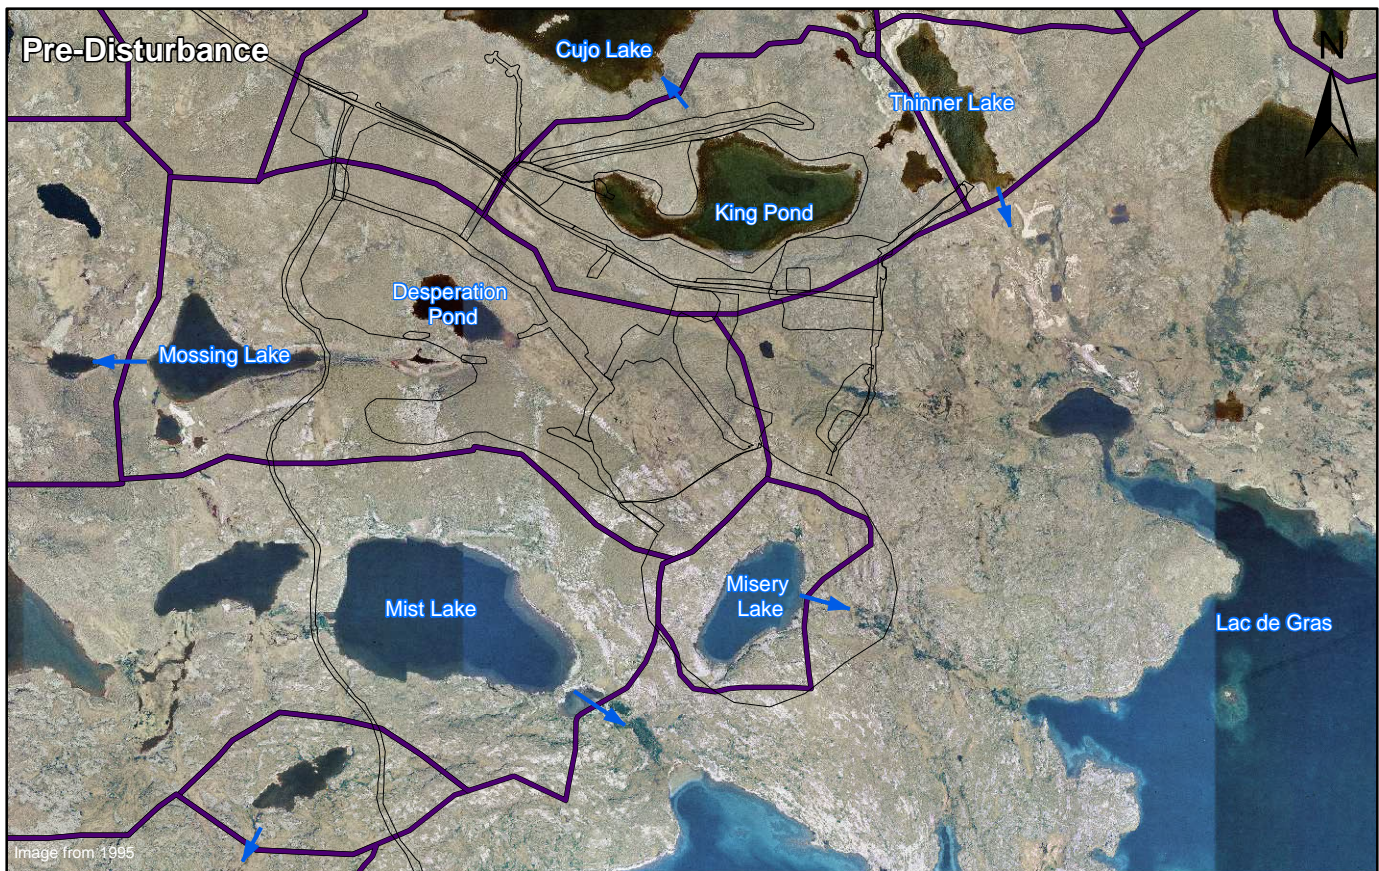 Pre-Disturbance
Cujo Lake
N
Thinner Lake
King Pond
Desperation
Pond
Mossing Lake
Misery
Lake
Mist Lake
Lac de Gras
Image from 1995